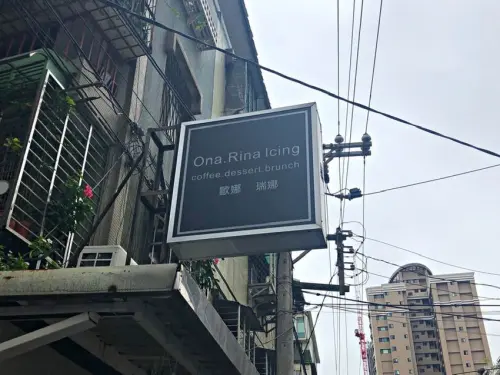 Ona.Rina Icing
coffee.dessert.brunch
歐娜 瑞娜